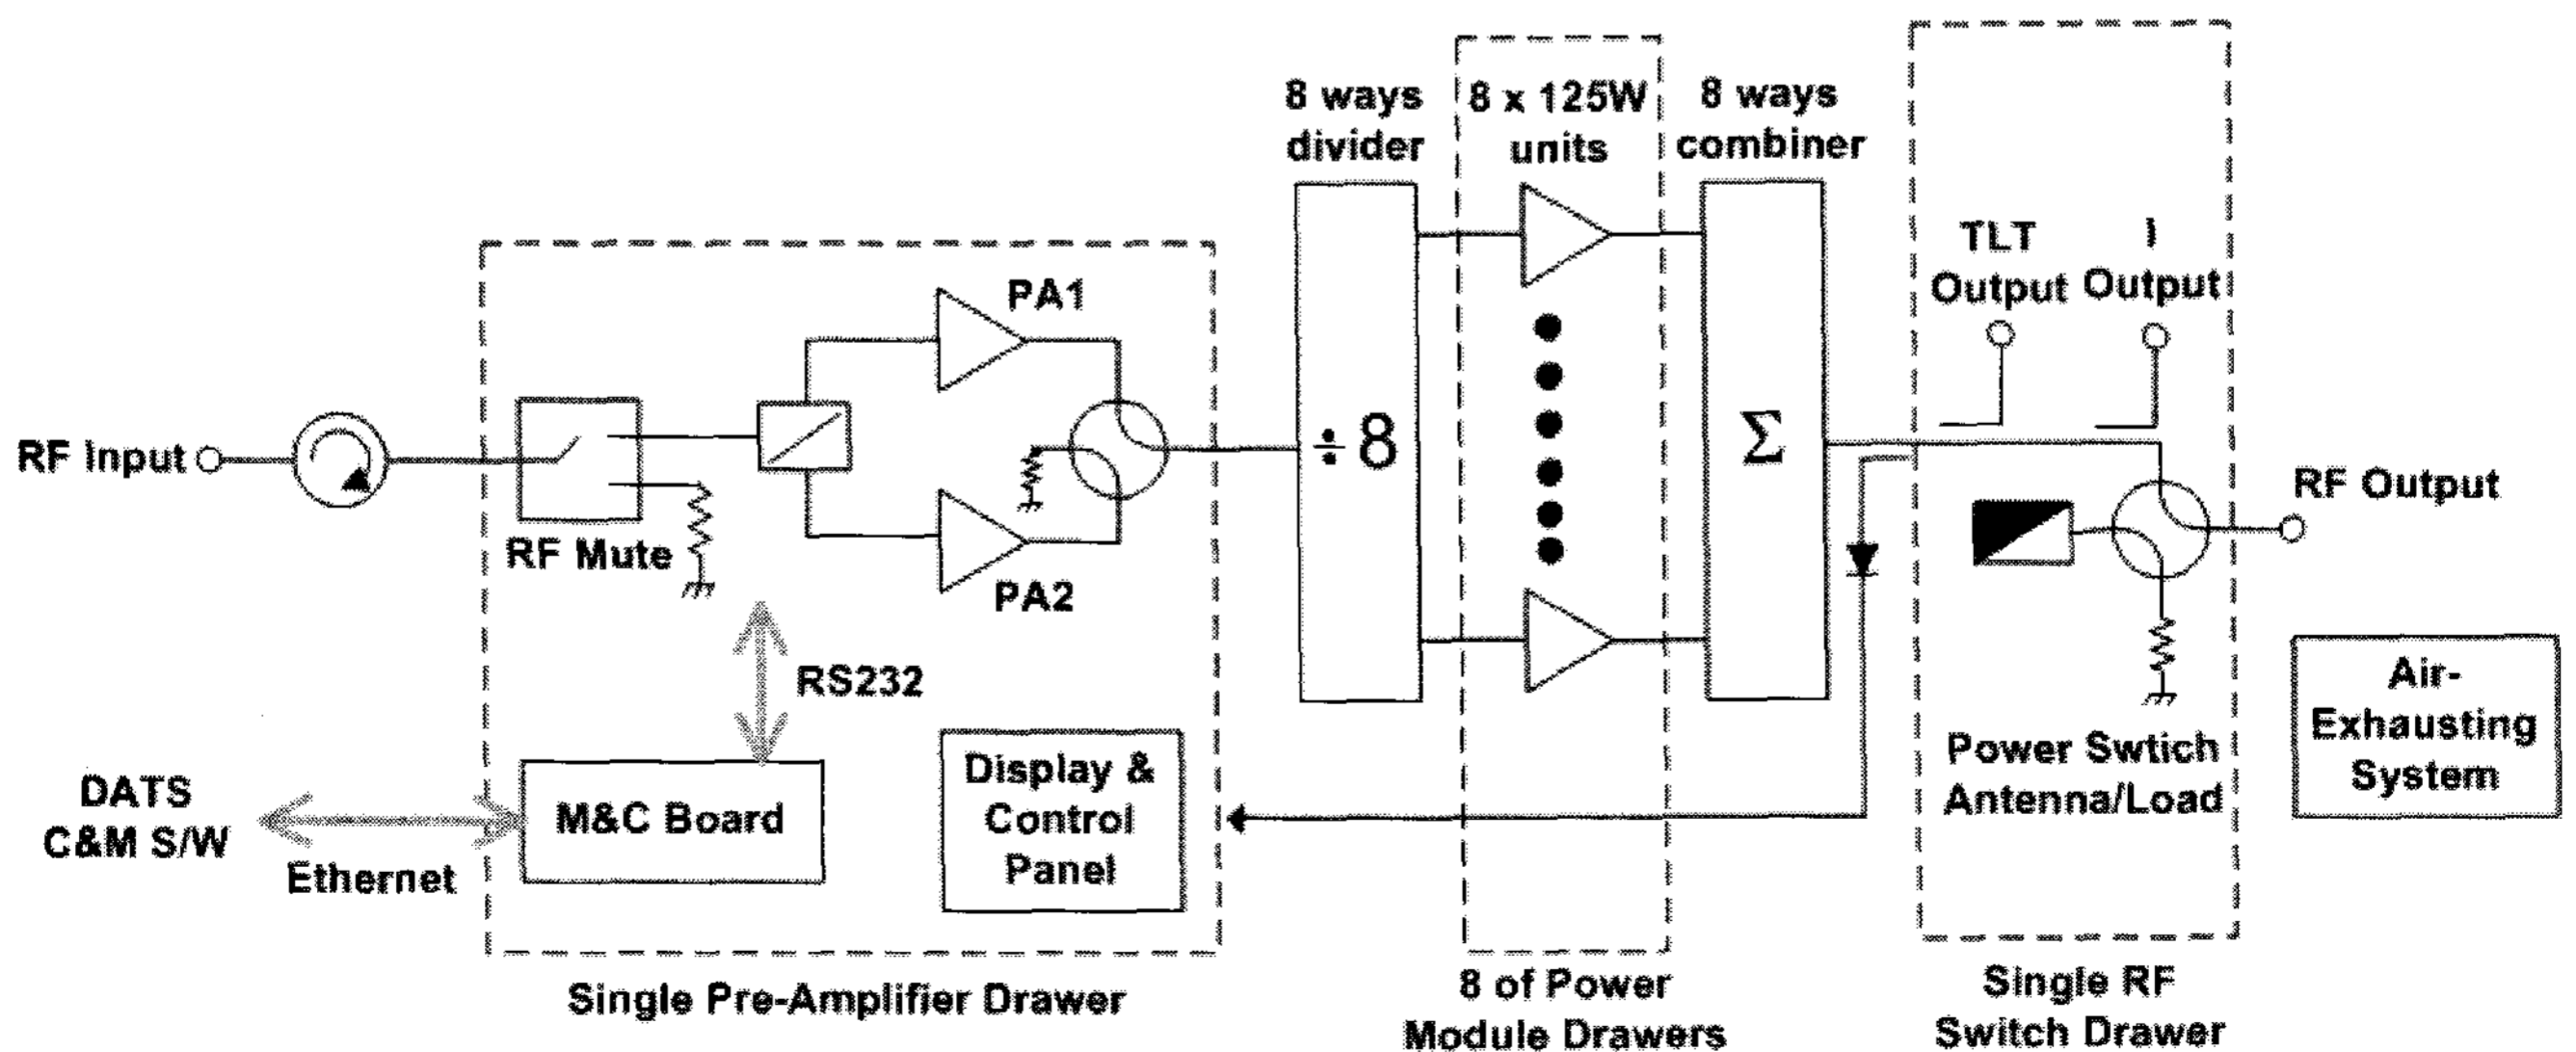 8 ways
divider
8 x 125W
units
8 ways
combiner
TLT
Output
I
Output
PA1
RF Input
÷8
Σ
RF Output
RF Mute
PA2
RS232
DATS
C&M S/W
Ethernet
M&C Board
Display &
Control
Panel
Power Swtich
Antenna/Load
Air-
Exhausting
System
Single Pre-Amplifier Drawer
8 of Power
Module Drawers
Single RF
Switch Drawer